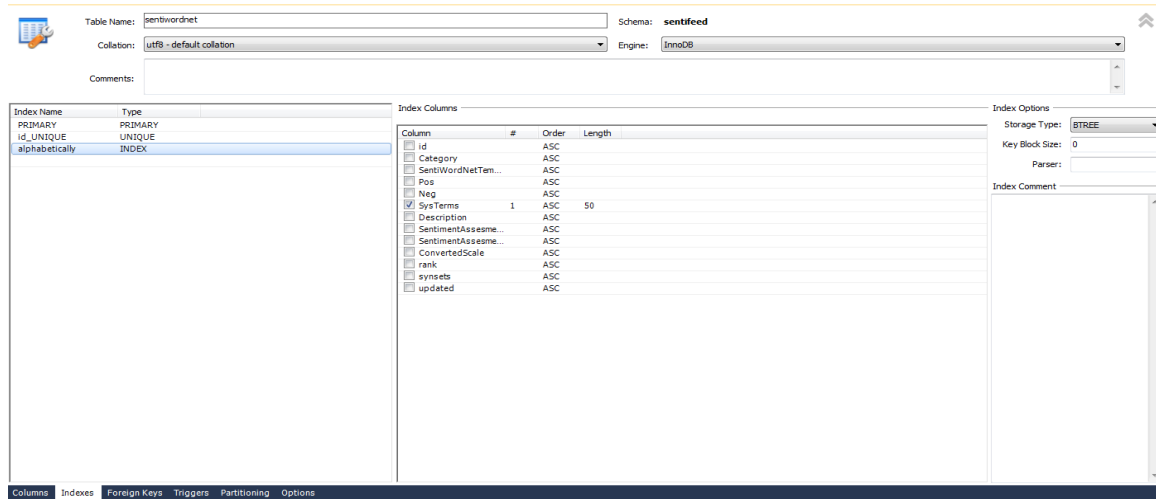 Table Name: sentiwordnet Schema: sentifeed
Collation: utf8 - default collation Engine: InnoDB
Comments:
Index Name Type
PRIMARY PRIMARY
id_UNIQUE UNIQUE
alphabetically INDEX
Index Columns
Column # Order Length
id ASC
Category ASC
SentiWordNetTem... ASC
Pos ASC
Neg ASC
SysTerms 1 ASC 50
Description ASC
SentimentAssesme... ASC
SentimentAssesme... ASC
ConvertedScale ASC
rank ASC
synsets ASC
updated ASC
Index Options
Storage Type: BTREE
Key Block Size: 0
Parser:
Index Comment
Columns Indexes Foreign Keys Triggers Partitioning Options